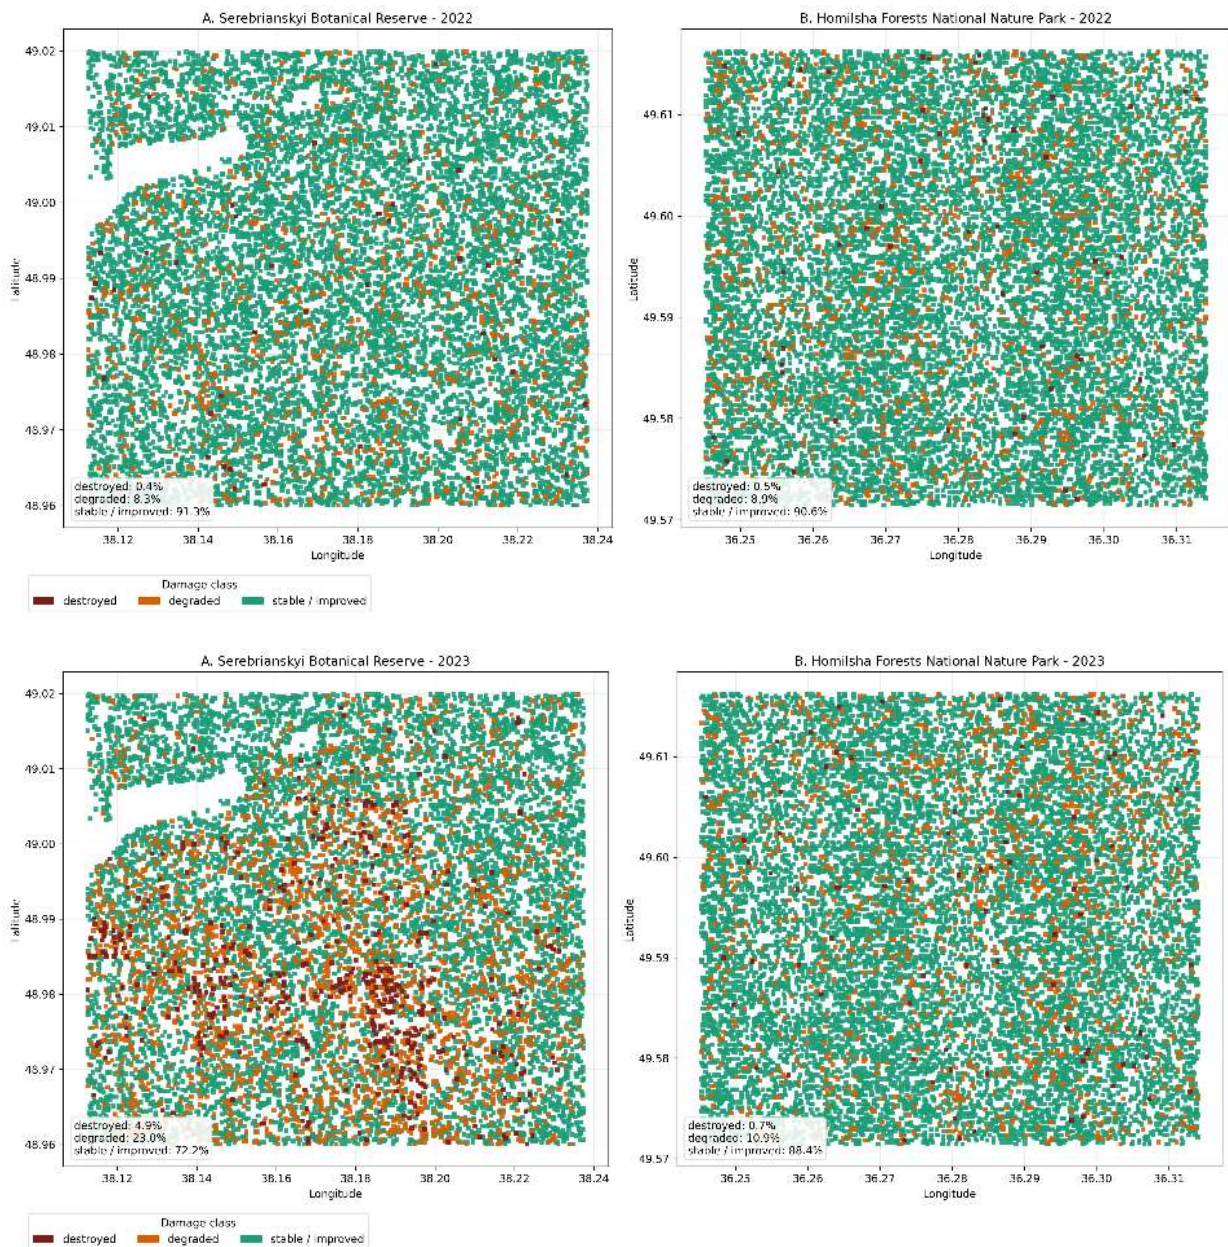 A. Serebrianskyi Botanical Reserve - 2022
49.02
49.01
49.00
48.99
48.98
48.97
48.96
Latitude
destroyed: 0.4%
degraded: 8.3%
stable / improved: 91.3%
38.12 38.14 38.16 38.18 38.20 38.22 38.24
Longitude
B. Homilsha Forests National Nature Park - 2022
49.61
49.60
49.59
49.58
49.57
Latitude
destroyed: 0.5%
degraded: 8.9%
stable / improved: 90.6%
36.25 36.26 36.27 36.28 36.29 36.30 36.31
Longitude
Damage class
destroyed degraded stable / improved
A. Serebrianskyi Botanical Reserve - 2023
49.02
49.01
49.00
48.99
48.98
48.97
48.96
Latitude
destroyed: 4.9%
degraded: 23.0%
stable / improved: 72.2%
38.12 38.14 38.16 38.18 38.20 38.22 38.24
Longitude
B. Homilsha Forests National Nature Park - 2023
49.61
49.60
49.59
49.58
49.57
Latitude
destroyed: 0.7%
degraded: 10.9%
stable / improved: 88.4%
36.25 36.26 36.27 36.28 36.29 36.30 36.31
Longitude
Damage class
destroyed degraded stable / improved